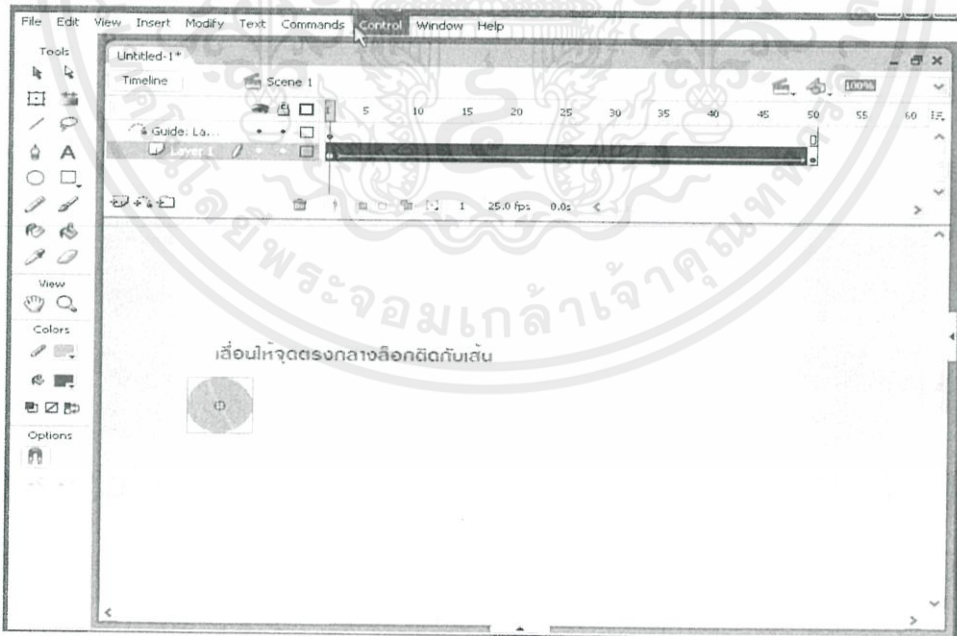 File Edit View Insert Modify Text Commands Control Window Help
Tools
Untitled-1*
Timeline Scene 1 100%
1 5 10 15 20 25 30 35 40 45 50 55 60
Guide: La...
Layer 1
A
1 25.0 fps 0.0s
View
Colors
เลื่อนให้จุดตรงกลางล็อกติดกับเส้น
Options